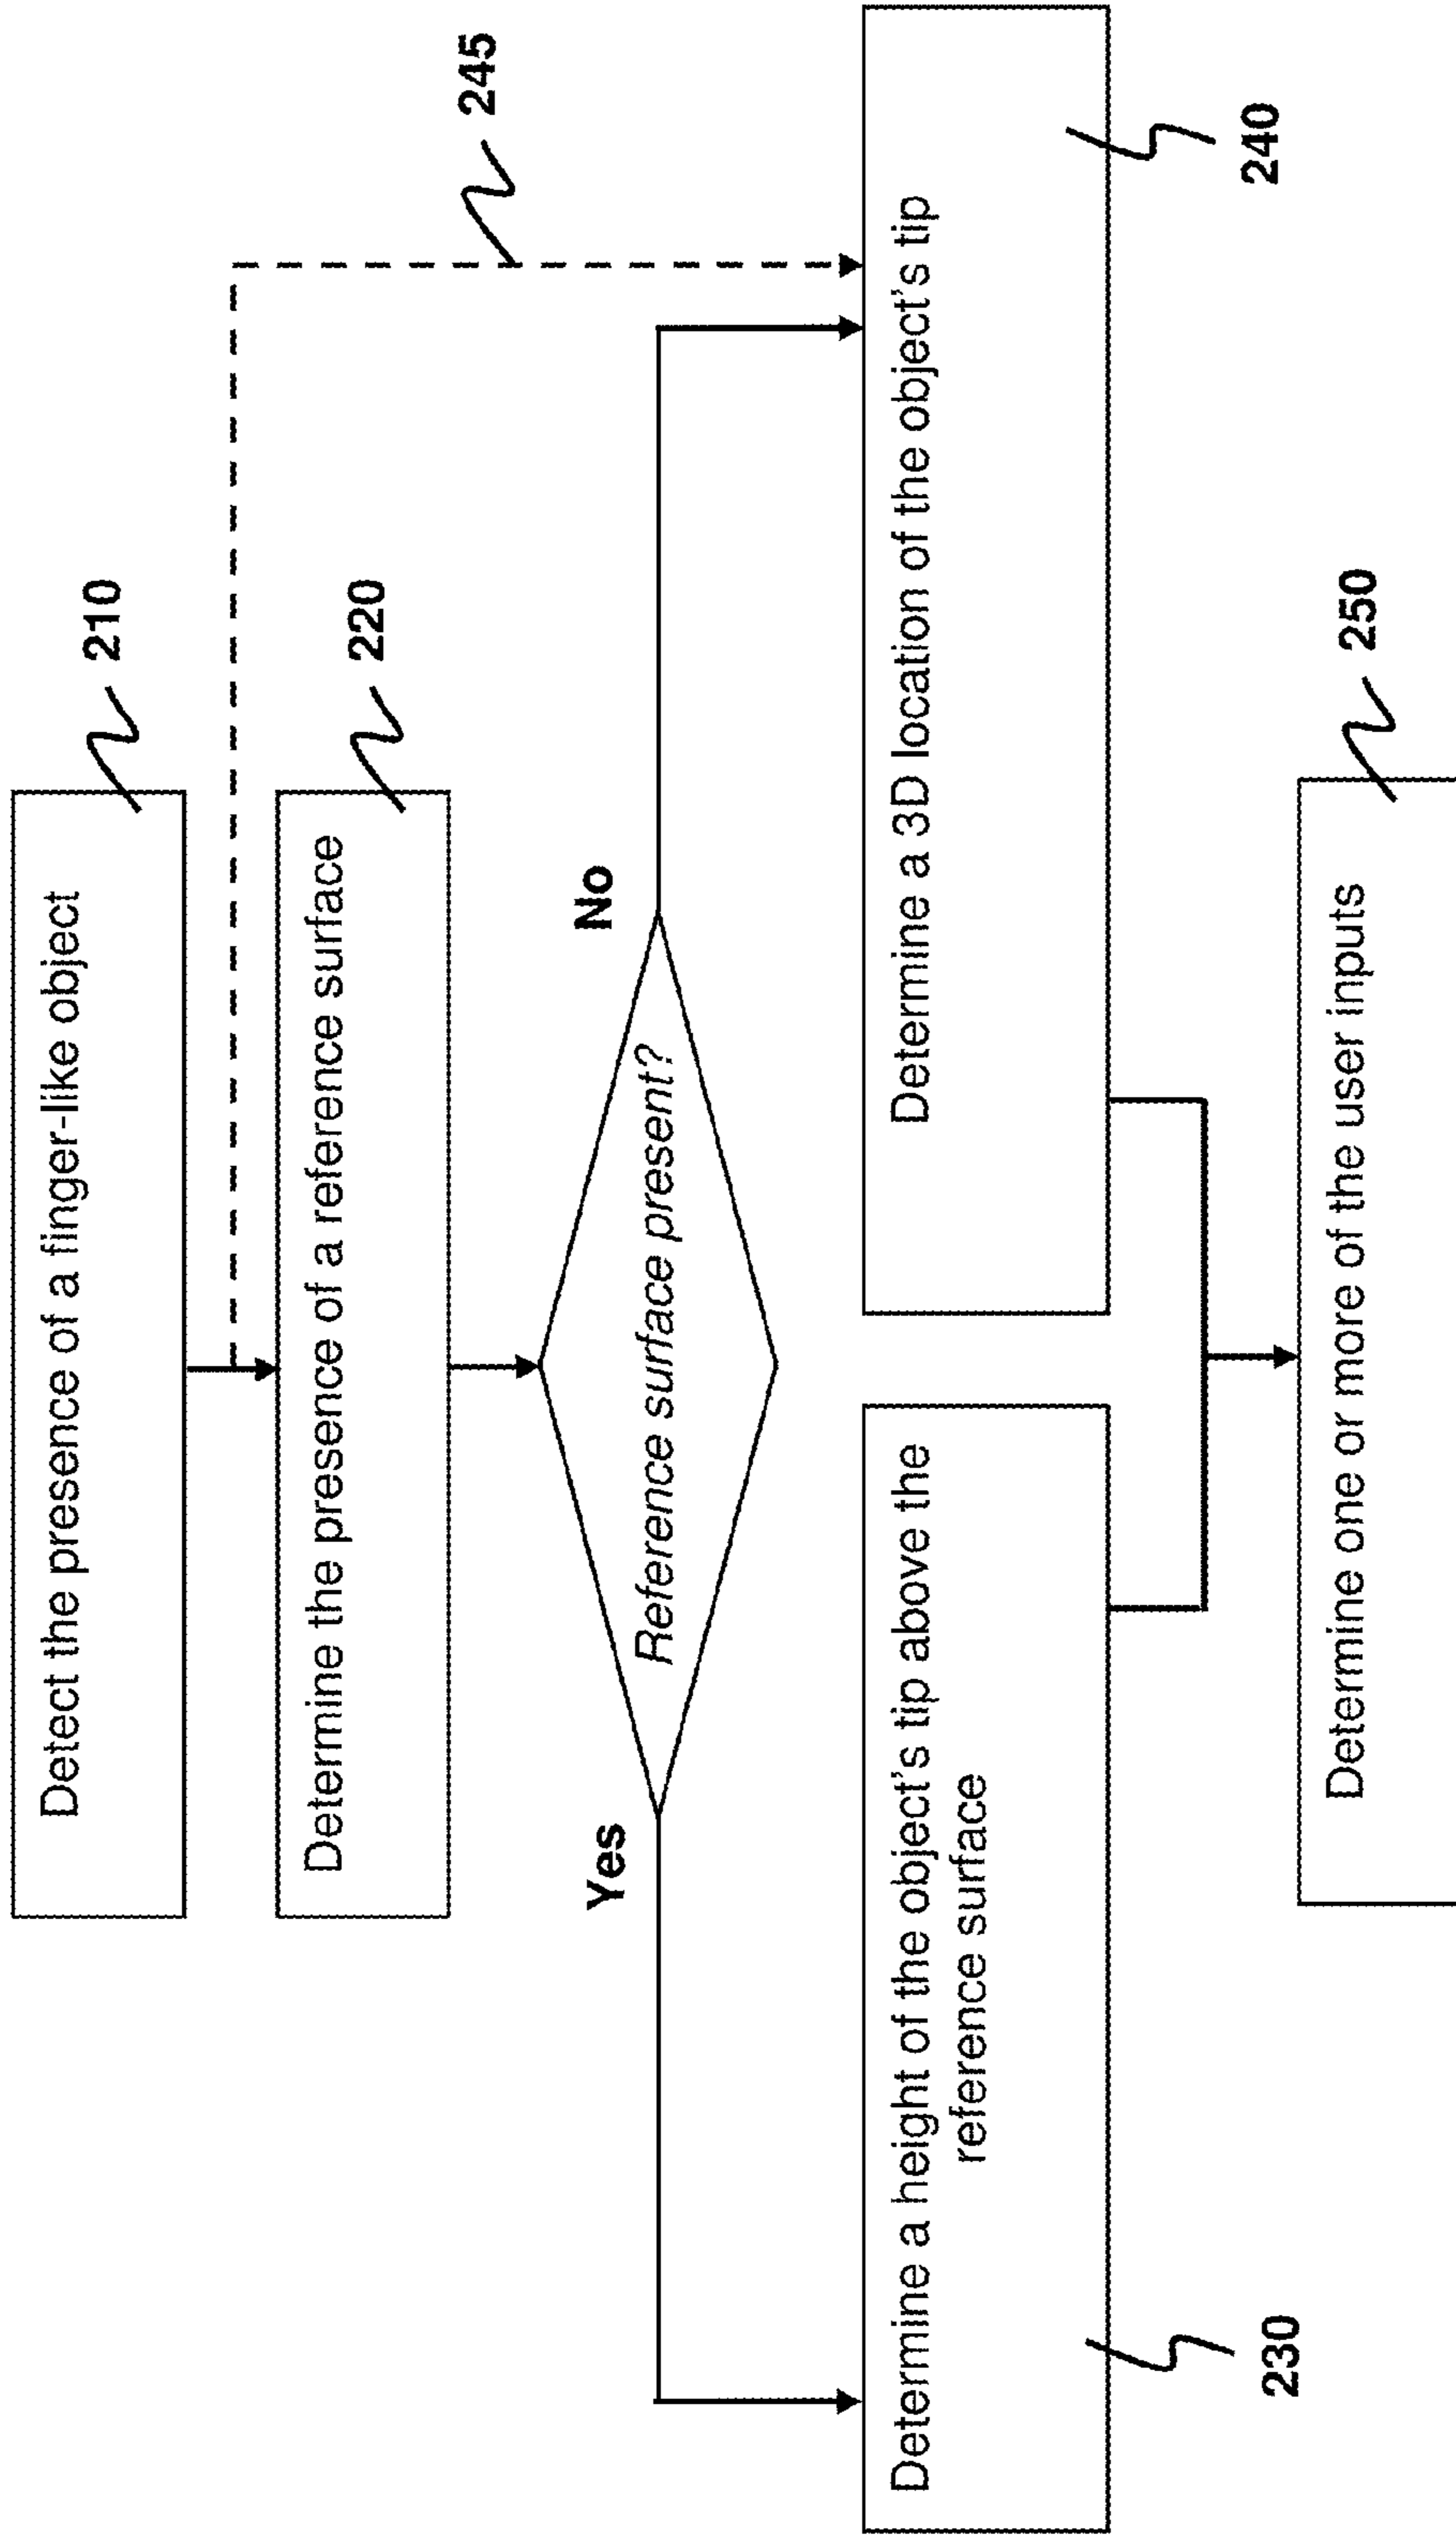 Detect the presence of a finger-like object
210
245
Determine the presence of a reference surface
220
Reference surface present?
Yes
No
Determine a height of the object's tip above the
reference surface
230
Determine a 3D location of the object's tip
240
Determine one or more of the user inputs
250